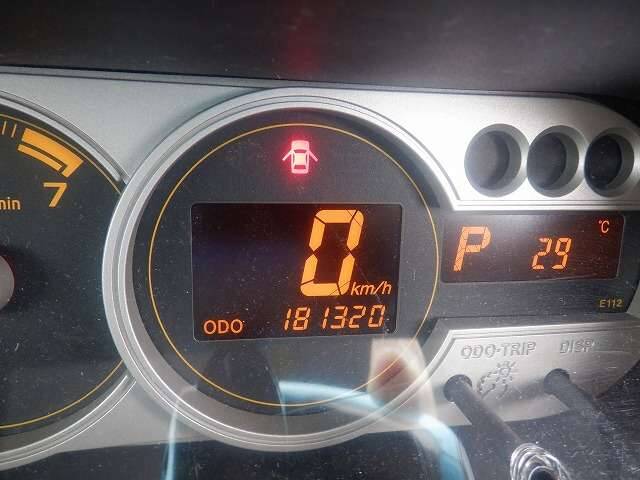 7
min
0 km/h
ODO 181320
P 29 °C
E112
ODO·TRIP
DISP